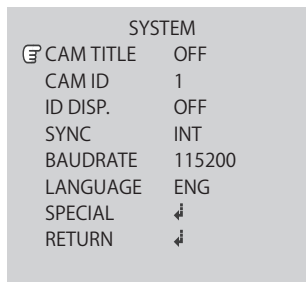 SYSTEM
CAM TITLE OFF
CAM ID 1
ID DISP. OFF
SYNC INT
BAUDRATE 115200
LANGUAGE ENG
SPECIAL ↲
RETURN ↲